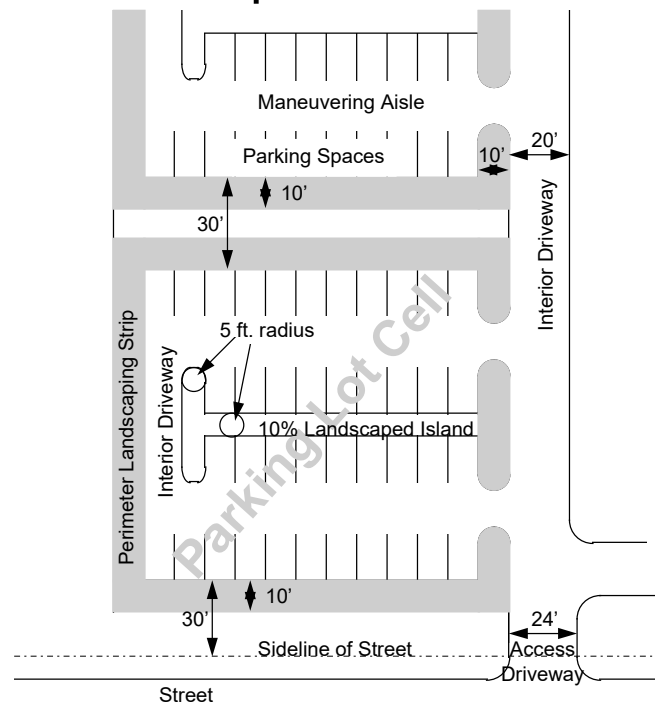 Maneuvering Aisle
20'
Parking Spaces
10'
10'
30'
Interior Driveway
5 ft. radius
Perimeter Landscaping Strip
Interior Driveway
10% Landscaped Island
Parking Lot Cell
10'
30'
24'
Sideline of Street
Access
Driveway
Street